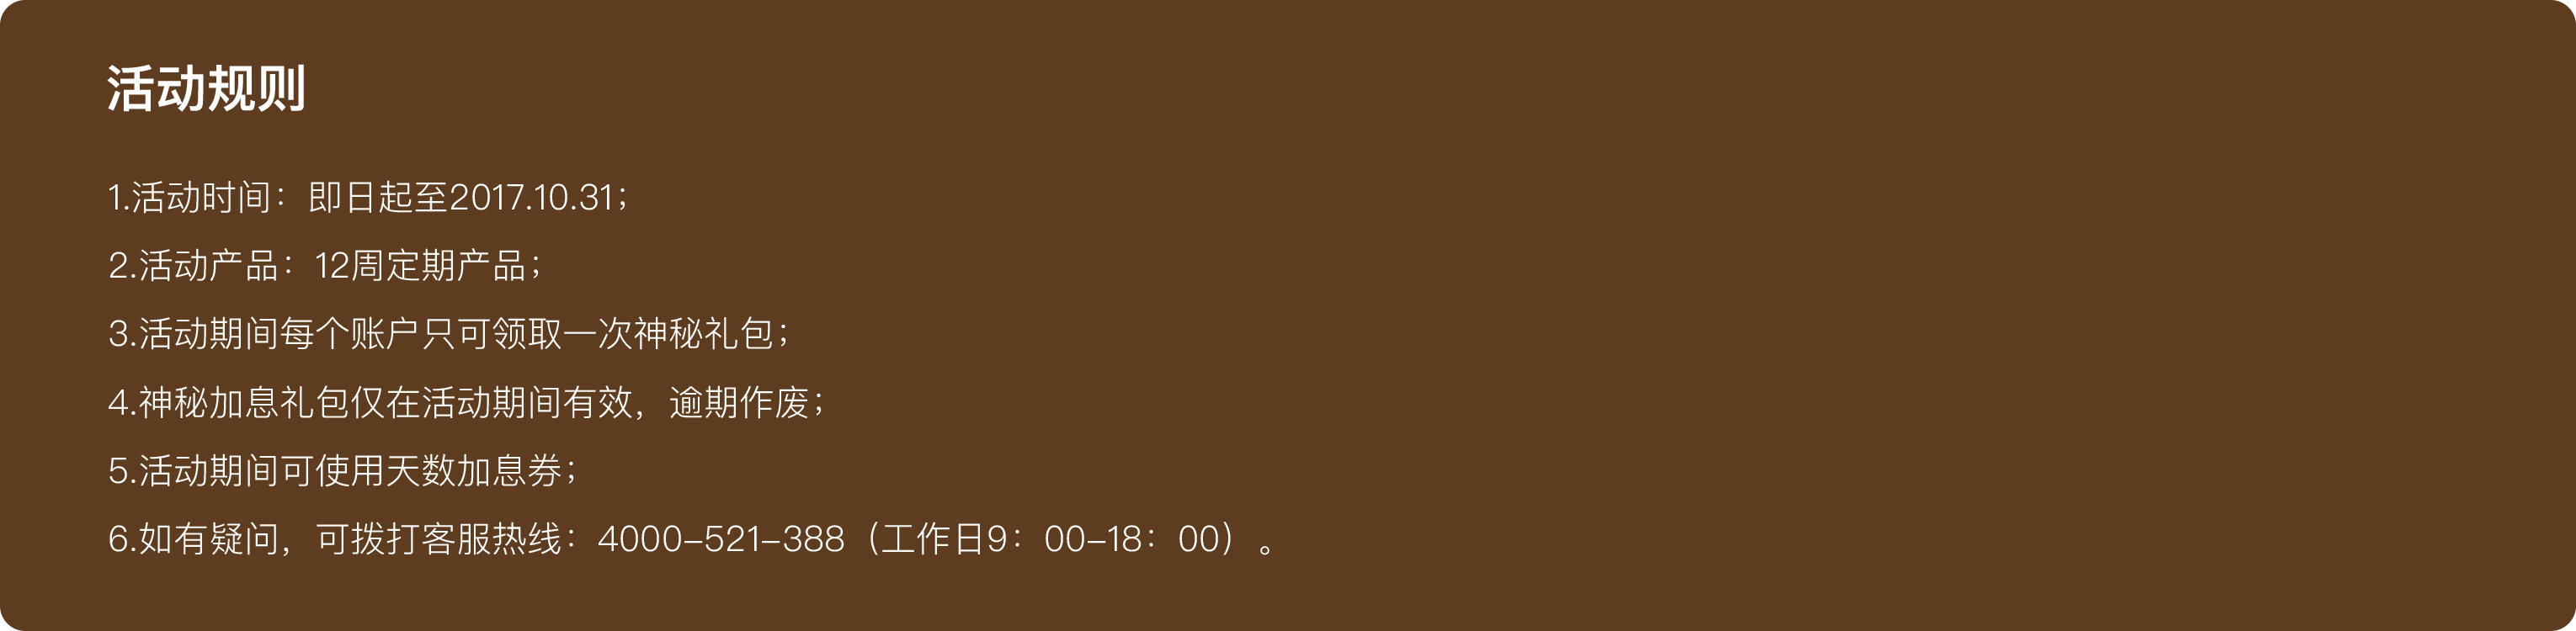 活动规则
1.活动时间：即日起至2017.10.31；
2.活动产品：12周定期产品；
3.活动期间每个账户只可领取一次神秘礼包；
4.神秘加息礼包仅在活动期间有效，逾期作废；
5.活动期间可使用天数加息券；
6.如有疑问，可拨打客服热线：4000-521-388（工作日9：00-18：00）。